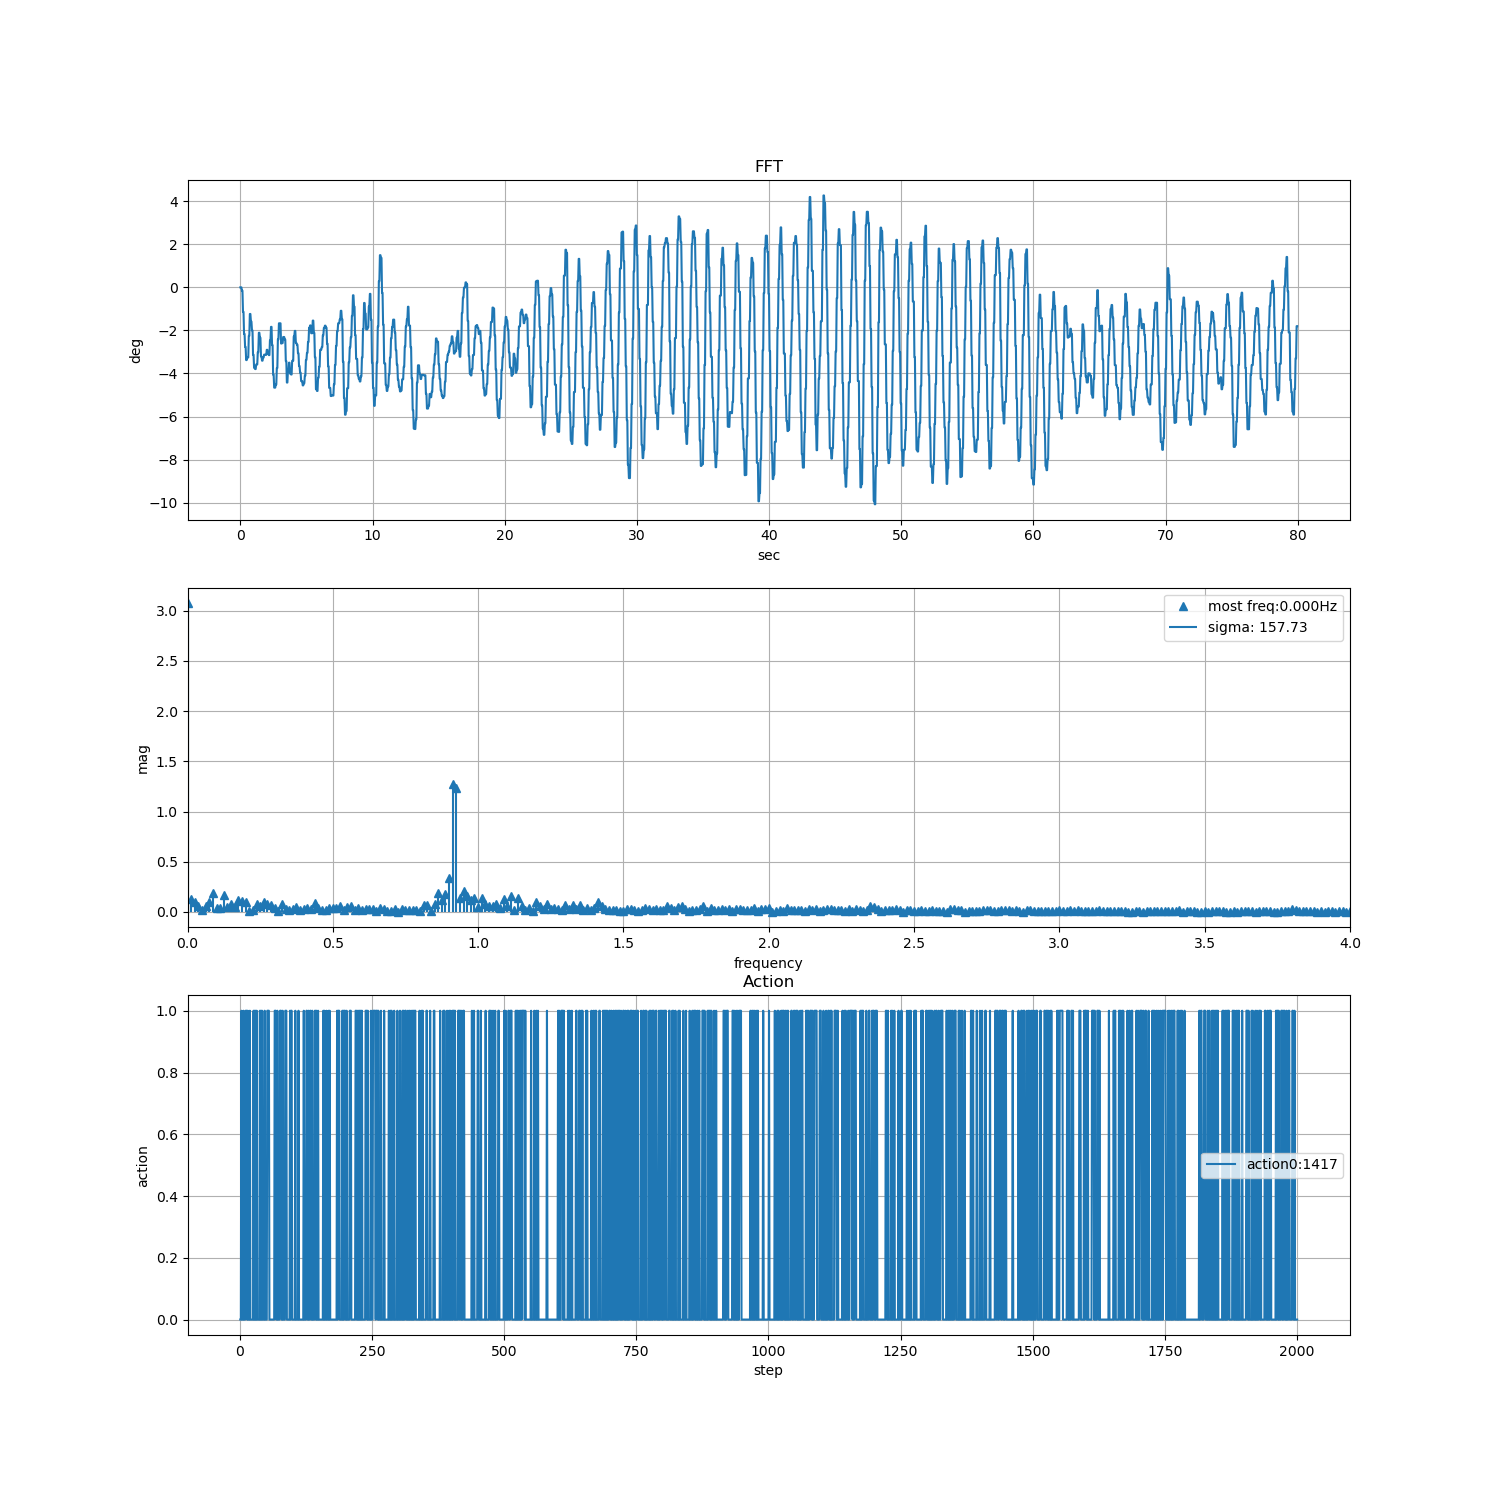 FFT
4
2
0
−2
−4
−6
−8
−10
deg
0 10 20 30 40 50 60 70 80
sec
3.0
2.5
2.0
1.5
1.0
0.5
0.0
mag
most freq:0.000Hz
sigma: 157.73
0.0 0.5 1.0 1.5 2.0 2.5 3.0 3.5 4.0
frequency
Action
1.0
0.8
0.6
0.4
0.2
0.0
action
action0:1417
0 250 500 750 1000 1250 1500 1750 2000
step